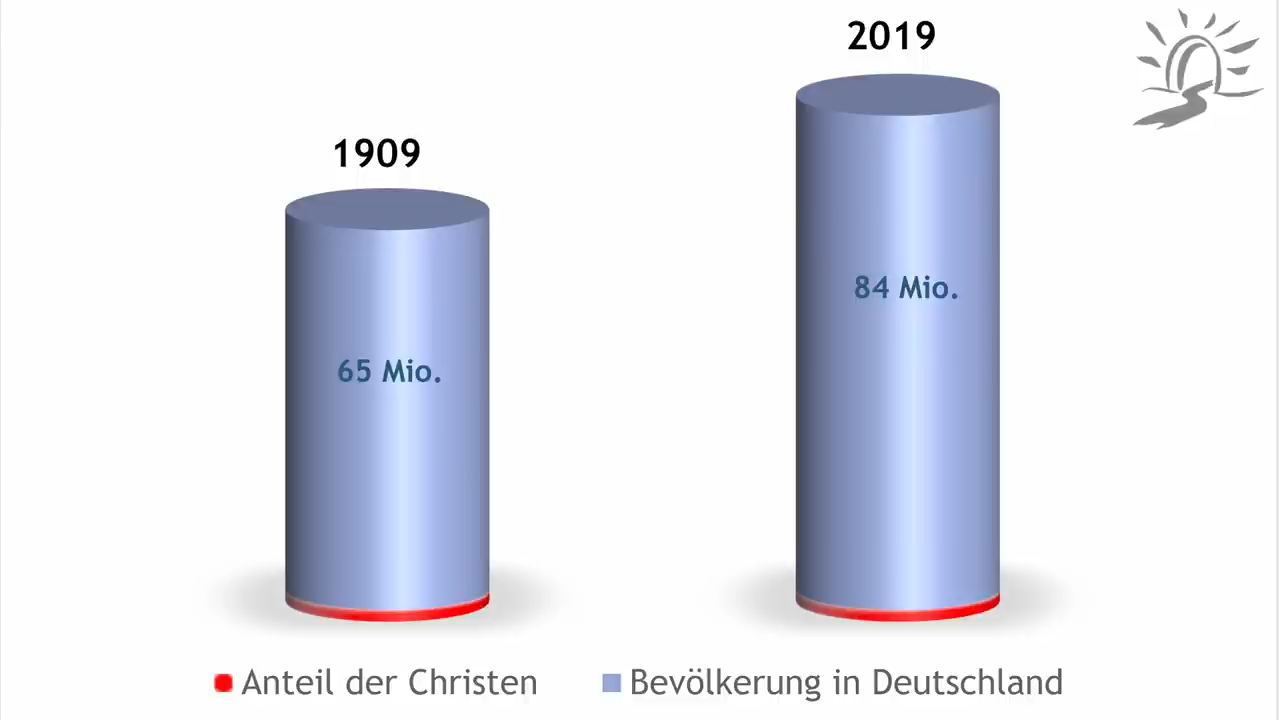 2019
1909
84 Mio.
65 Mio.
Anteil der Christen
Bevölkerung in Deutschland